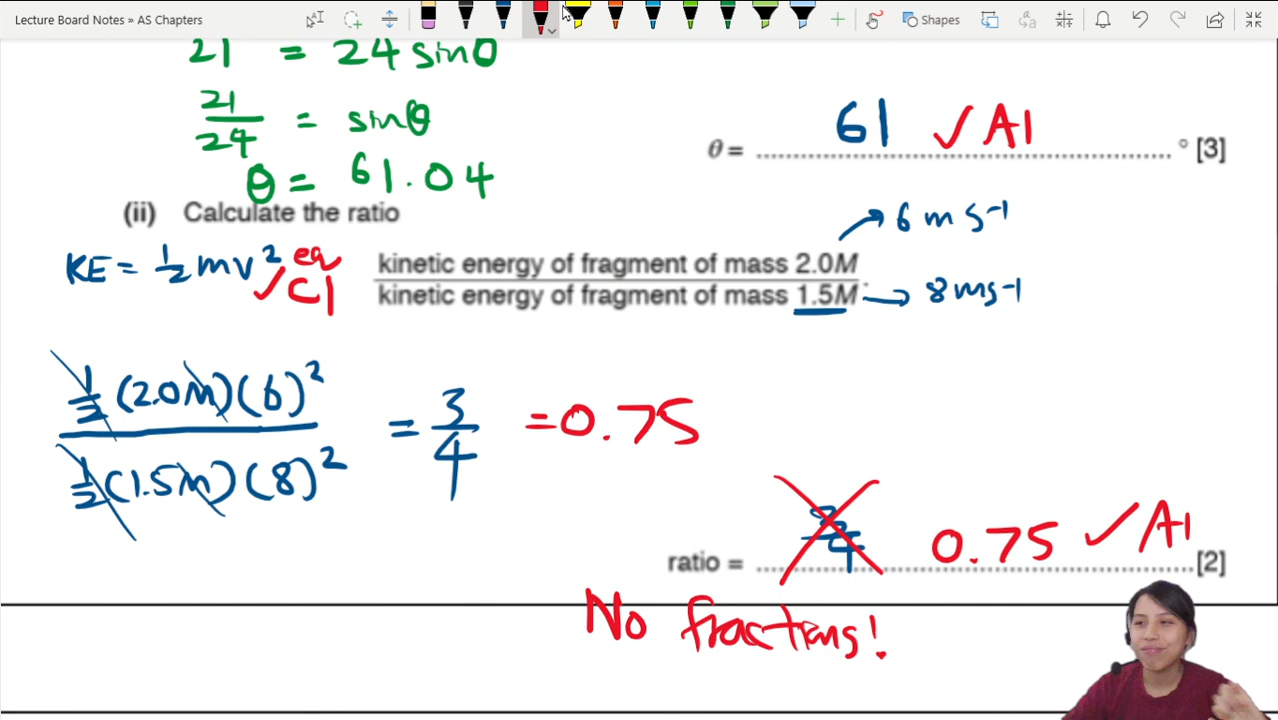 Lecture Board Notes » AS Chapters
Shapes
21 = 24 sinθ
21/24 = sinθ
θ = 61.04
θ = 61 ✓ A1 ° [3]
(ii) Calculate the ratio
KE = ½mv² eq
✓ C1
kinetic energy of fragment of mass 2.0M → 6 ms⁻¹
kinetic energy of fragment of mass 1.5M → 8 ms⁻¹
½(2.0M)(6)²
½(1.5M)(8)²
= 3/4 = 0.75
ratio = 3/4 0.75 ✓ A1 [2]
No fractions!